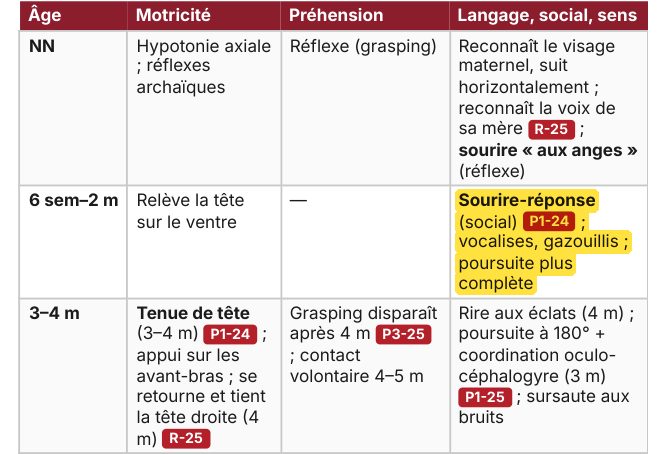 Âge Motricité Préhension Langage, social, sens
NN
Hypotonie axiale
; réflexes
archaïques
Réflexe (grasping)
Reconnaît le visage
maternel, suit
horizontalement ;
reconnaît la voix de
sa mère R-25 ;
sourire « aux anges »
(réflexe)
6 sem–2 m
Relève la tête
sur le ventre
—
Sourire-réponse
(social) P1-24 ;
vocalises, gazouillis ;
poursuite plus
complète
3–4 m
Tenue de tête
(3–4 m) P1-24 ;
appui sur les
avant-bras ; se
retourne et tient
la tête droite (4
m) R-25
Grasping disparaît
après 4 m P3-25
; contact
volontaire 4–5 m
Rire aux éclats (4 m) ;
poursuite à 180° +
coordination oculo-
céphalogyre (3 m)
P1-25 ; sursaute aux
bruits